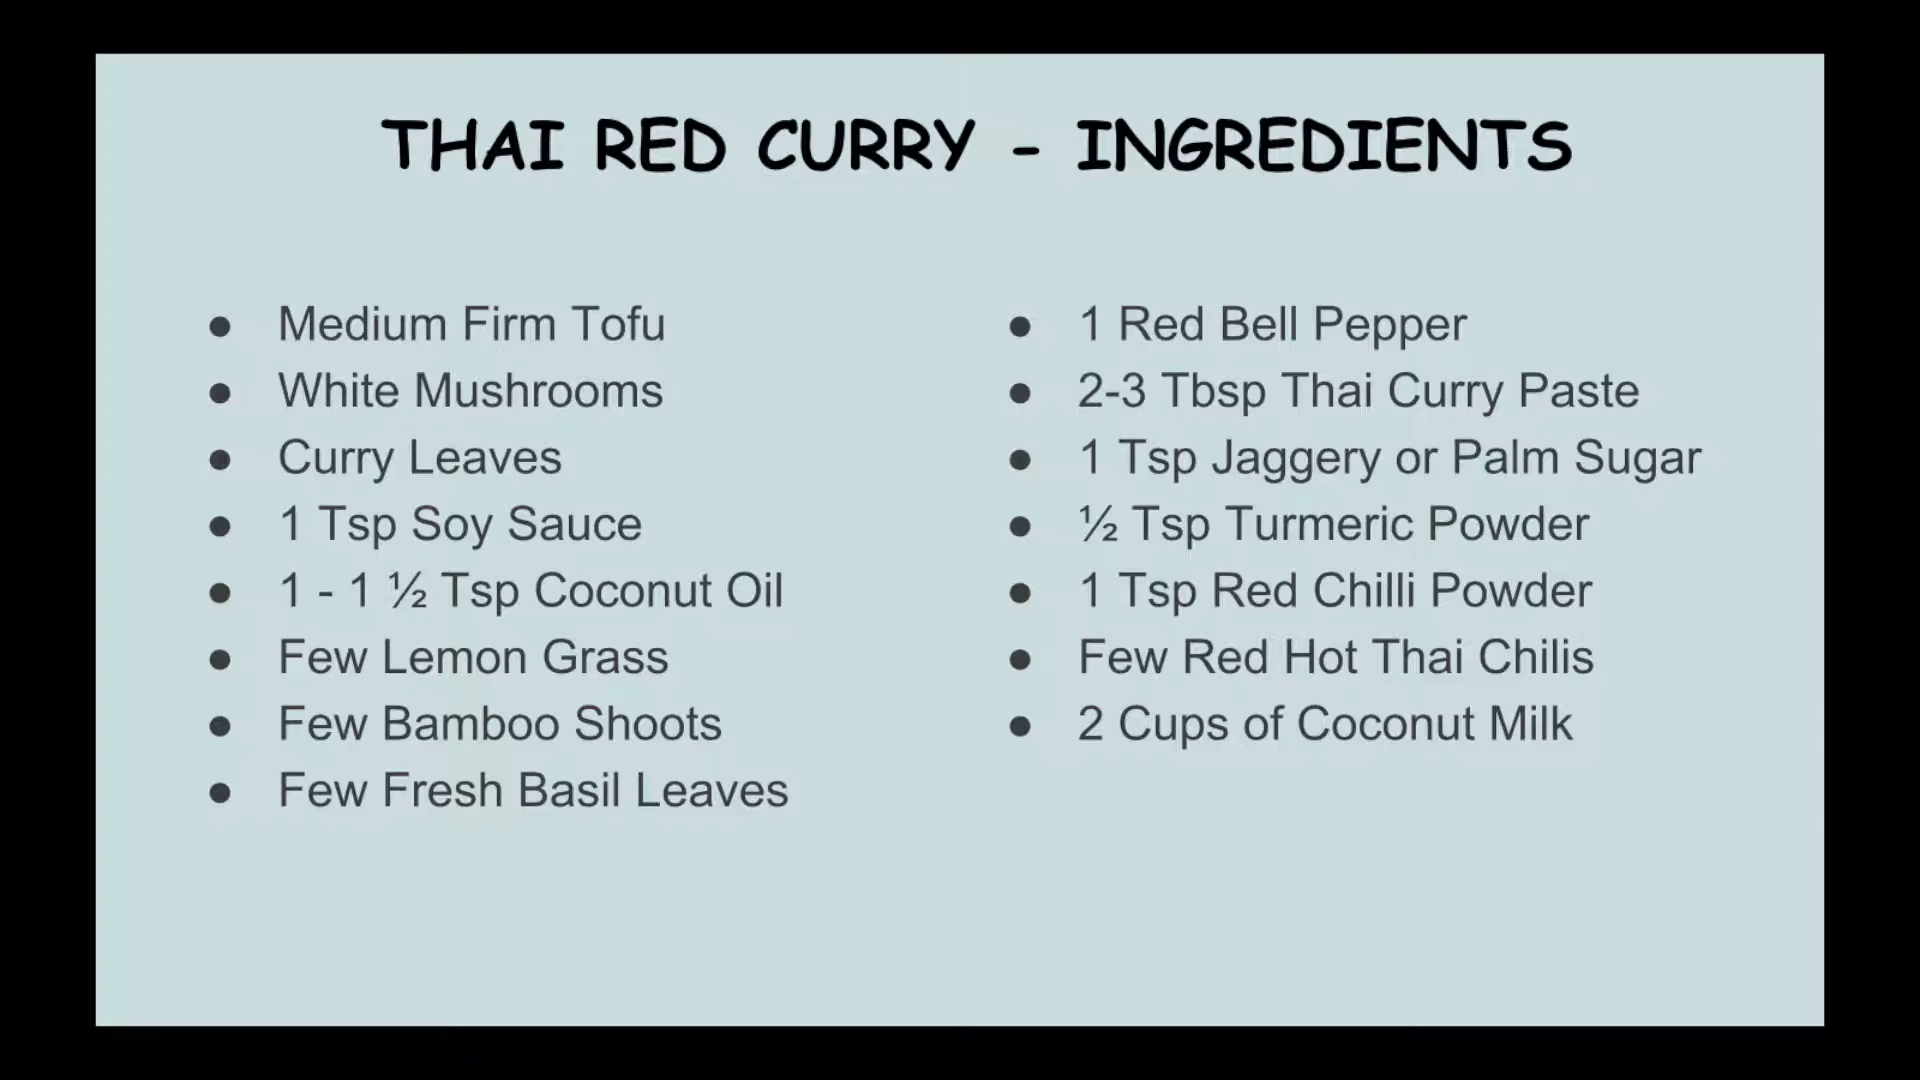 THAI RED CURRY - INGREDIENTS
● Medium Firm Tofu
● White Mushrooms
● Curry Leaves
● 1 Tsp Soy Sauce
● 1 - 1 ½ Tsp Coconut Oil
● Few Lemon Grass
● Few Bamboo Shoots
● Few Fresh Basil Leaves
● 1 Red Bell Pepper
● 2-3 Tbsp Thai Curry Paste
● 1 Tsp Jaggery or Palm Sugar
● ½ Tsp Turmeric Powder
● 1 Tsp Red Chilli Powder
● Few Red Hot Thai Chilis
● 2 Cups of Coconut Milk